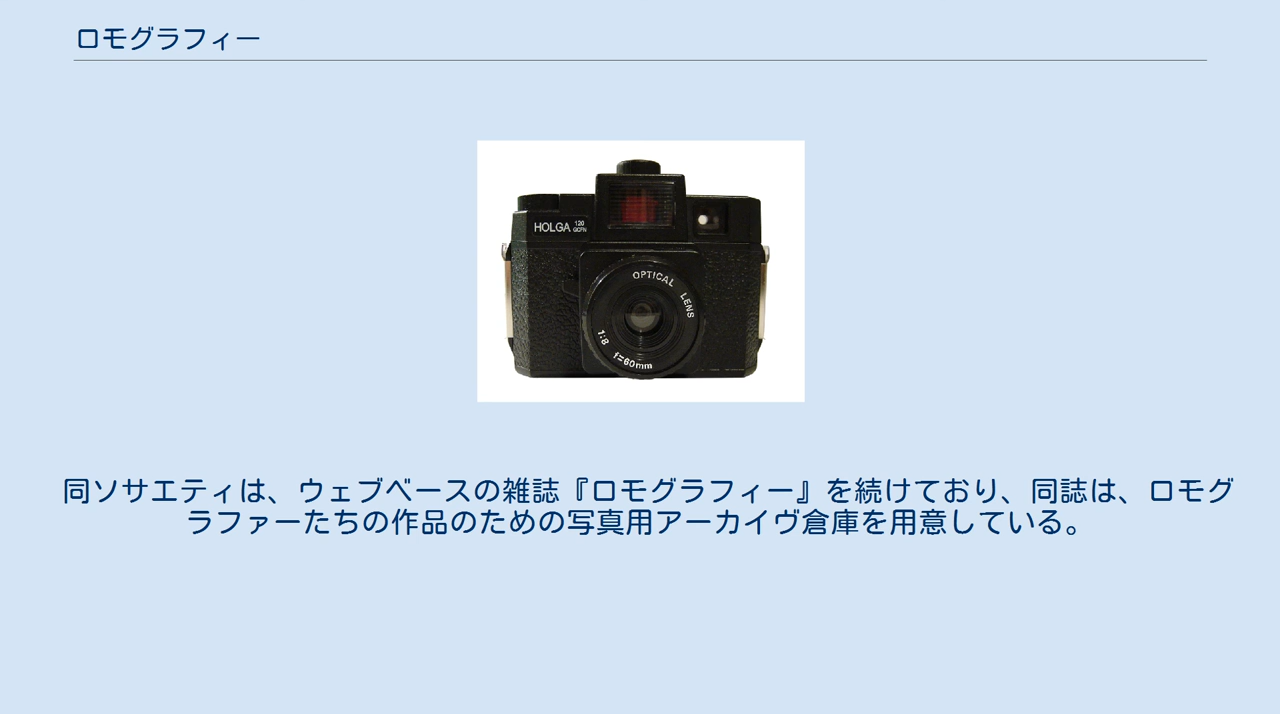 ロモグラフィー
HOLGA 120
GCFN
OPTICAL LENS
1:8 f=60mm
同ソサエティは、ウェブベースの雑誌『ロモグラフィー』を続けており、同誌は、ロモグ
ラファーたちの作品のための写真用アーカイヴ倉庫を用意している。